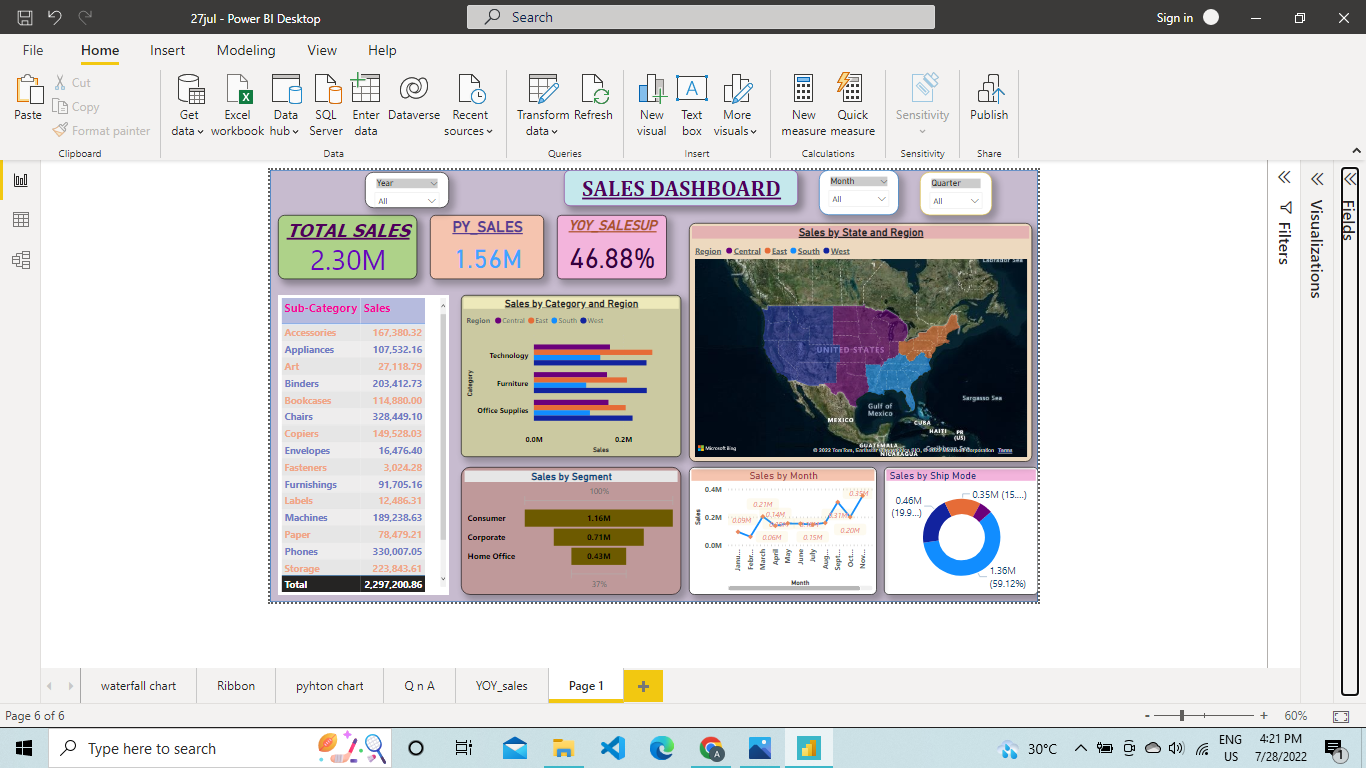 27jul - Power BI Desktop
Search
Sign in
File Home Insert Modeling View Help
Paste
Cut
Copy
Format painter
Clipboard
Get data
Excel workbook
Data hub
SQL Server
Enter data
Dataverse
Recent sources
Data
Transform data
Refresh
Queries
New visual
Text box
More visuals
Insert
New measure
Quick measure
Calculations
Sensitivity
Sensitivity
Publish
Share
Year
All
SALES DASHBOARD
Month
All
Quarter
All
TOTAL SALES
2.30M
PY_SALES
1.56M
YOY_SALESUP
46.88%
Sub-Category Sales
Accessories 167,380.32
Appliances 107,532.16
Art 27,118.79
Binders 203,412.73
Bookcases 114,880.00
Chairs 328,449.10
Copiers 149,528.03
Envelopes 16,476.40
Fasteners 3,024.28
Furnishings 91,705.16
Labels 12,486.31
Machines 189,238.63
Paper 78,479.21
Phones 330,007.05
Storage 223,843.61
Total 2,297,200.86
Sales by Category and Region
Region Central East South West
Category
Technology
Furniture
Office Supplies
0.0M 0.2M
Sales
Sales by State and Region
Region Central East South West
Labrador Sea
UNITED STATES
Sargasso Sea
Gulf of
Mexico
MEXICO
CUBA
HAITI
PR
(US)
GUATEMALA
NICARAGUA
Microsoft Bing
Terms
Sales by Segment
100%
Consumer 1.16M
Corporate 0.71M
Home Office 0.43M
37%
Sales by Month
Sales
0.4M
0.2M
0.0M
0.09M
0.21M
0.14M
0.06M
0.15M
0.31M
0.20M
0.35M
Janu... Febr... March April May June July Aug... Sept... Oct... Nov...
Month
Sales by Ship Mode
0.35M (15....)
0.46M
(19.9...)
1.36M
(59.12%)
Filters
Visualizations
Fields
waterfall chart Ribbon pyhton chart Q n A YOY_sales Page 1
Page 6 of 6
- + 60%
Type here to search
30°C
ENG
US
4:21 PM
7/28/2022
1